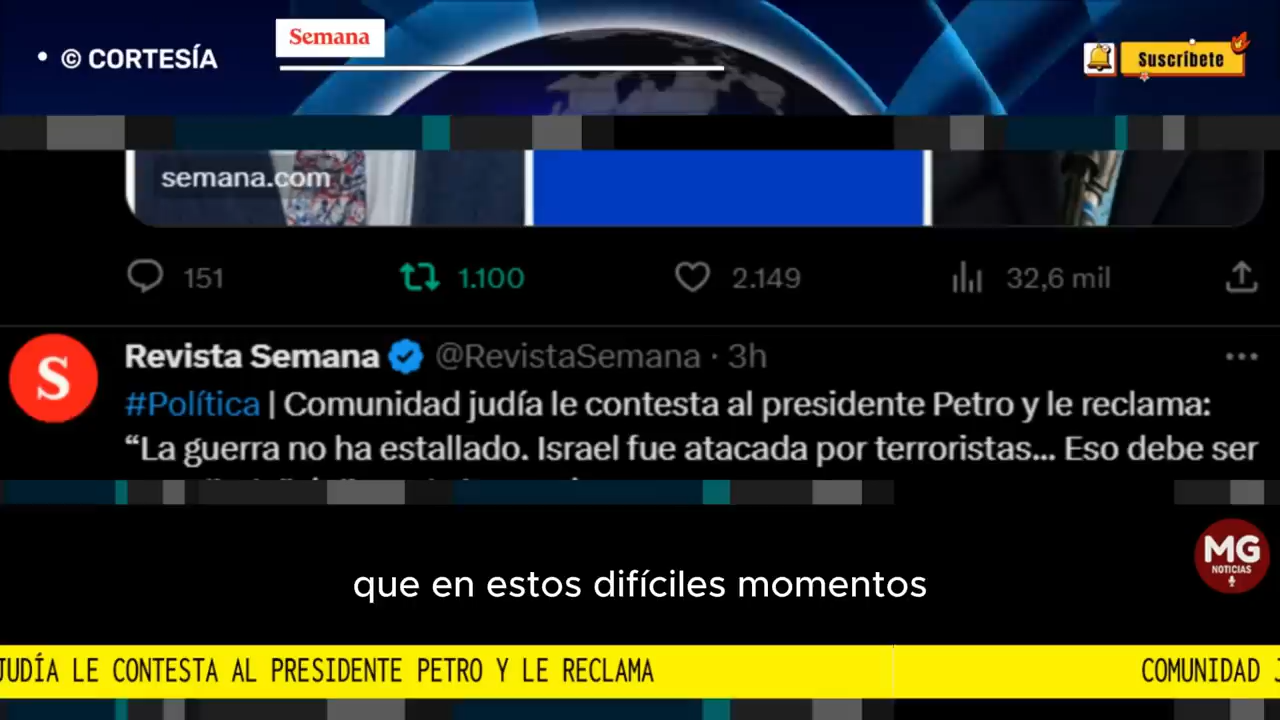 • © CORTESÍA
Semana
Suscríbete
semana.com
151
1.100
2.149
32,6 mil
S
Revista Semana @RevistaSemana · 3h
#Política | Comunidad judía le contesta al presidente Petro y le reclama:
“La guerra no ha estallado. Israel fue atacada por terroristas... Eso debe ser
MG
NOTICIAS
que en estos difíciles momentos
JUDÍA LE CONTESTA AL PRESIDENTE PETRO Y LE RECLAMA
COMUNIDAD